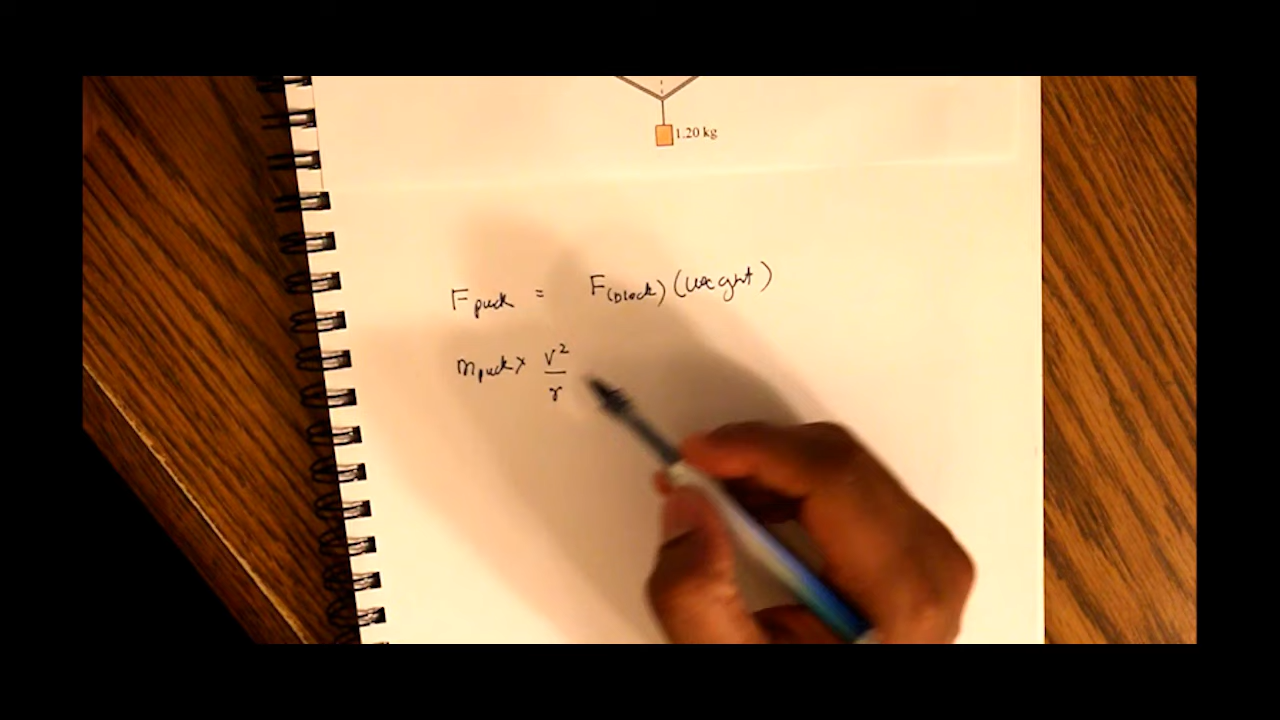 1.20 kg
F puck = F(block) (weight)
m puck × v²/r